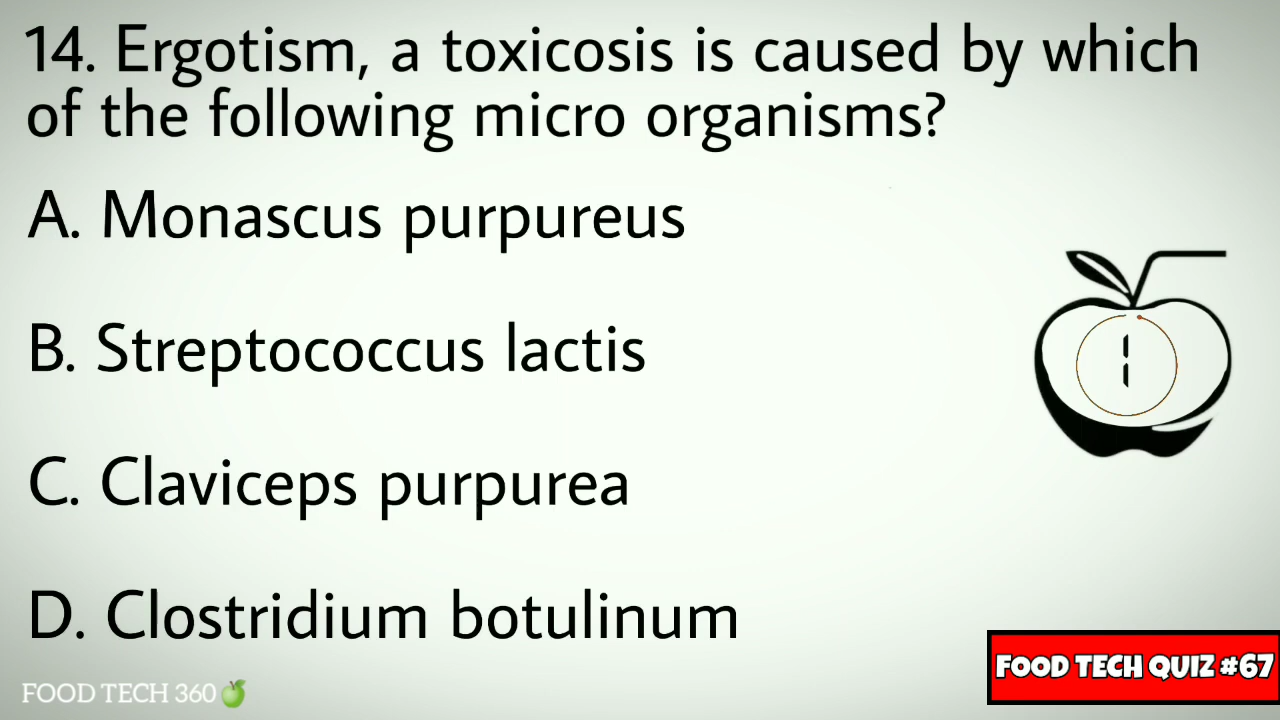 14. Ergotism, a toxicosis is caused by which
of the following micro organisms?
A. Monascus purpureus
1
B. Streptococcus lactis
C. Claviceps purpurea
D. Clostridium botulinum
FOOD TECH QUIZ #67
FOOD TECH 360